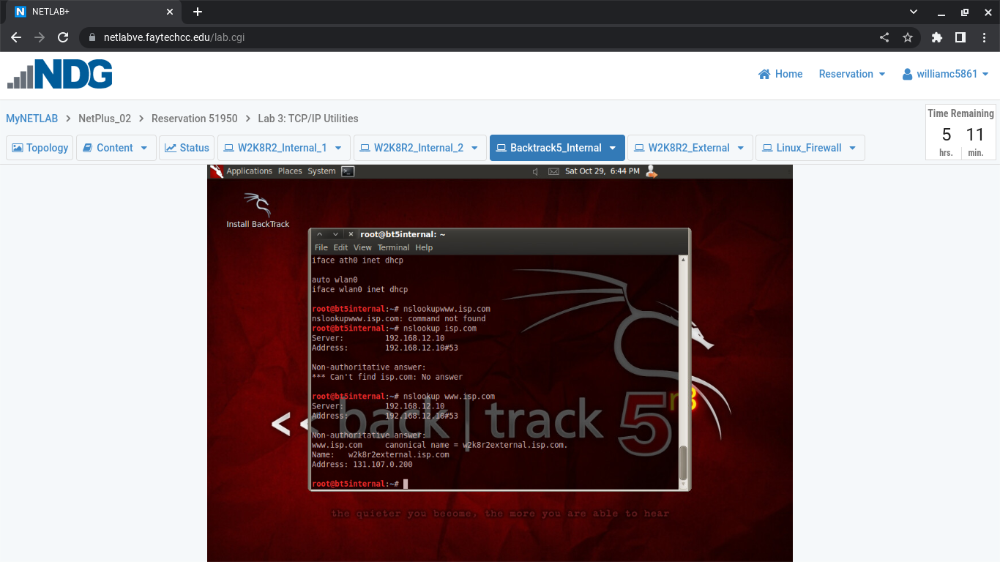 NETLAB+
netlabve.faytechcc.edu/lab.cgi
NDG
Home Reservation williamc5861
MyNETLAB > NetPlus_02 > Reservation 51950 > Lab 3: TCP/IP Utilities
Time Remaining
5 11
hrs. min.
Topology Content Status W2K8R2_Internal_1 W2K8R2_Internal_2 Backtrack5_Internal W2K8R2_External Linux_Firewall
Applications Places System Sat Oct 29, 6:44 PM
Install BackTrack
root@bt5internal: ~
File Edit View Terminal Help
iface ath0 inet dhcp
auto wlan0
iface wlan0 inet dhcp
root@bt5internal:~# nslookupwww.isp.com
nslookupwww.isp.com: command not found
root@bt5internal:~# nslookup isp.com
Server: 192.168.12.10
Address: 192.168.12.10#53
Non-authoritative answer:
*** Can't find isp.com: No answer
root@bt5internal:~# nslookup www.isp.com
Server: 192.168.12.10
Address: 192.168.12.10#53
Non-authoritative answer:
www.isp.com canonical name = w2k8r2external.isp.com.
Name: w2k8r2external.isp.com
Address: 131.107.0.200
root@bt5internal:~#
<< back | track 5 r3
the quieter you become, the more you are able to hear